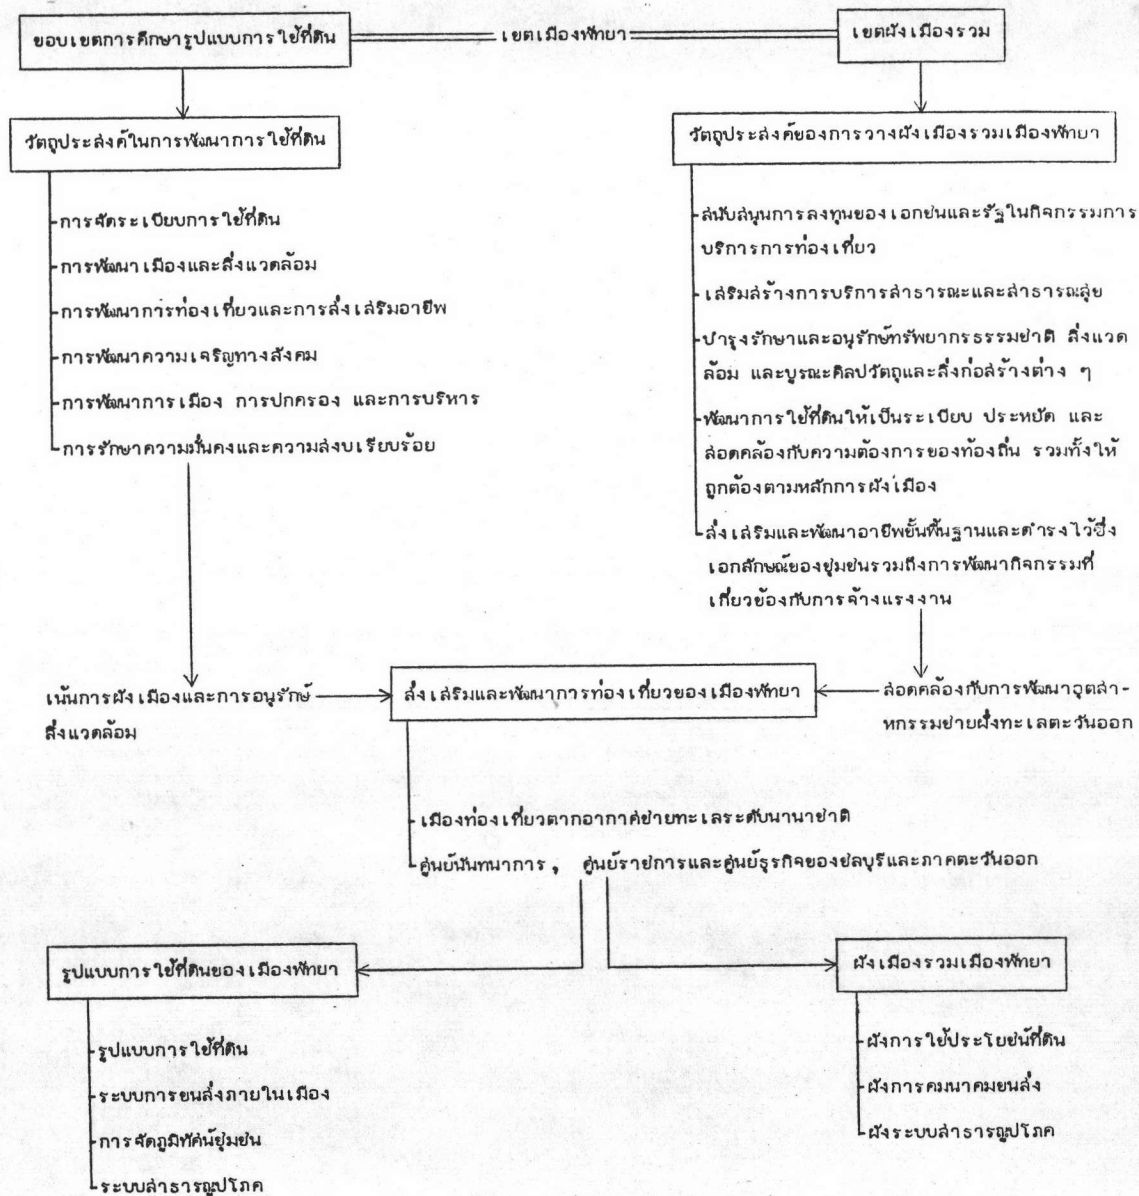 ขอบเขตการศึกษารูปแบบการใช้ที่ดิน
เขตเมืองพัทยา
เขตผังเมืองรวม
วัตถุประสงค์ในการพัฒนาการใช้ที่ดิน
การจัดระเบียบการใช้ที่ดิน
การพัฒนาเมืองและสิ่งแวดล้อม
การพัฒนาการท่องเที่ยวและการส่งเสริมอาชีพ
การพัฒนาความเจริญทางสังคม
การพัฒนาการเมือง การปกครอง และการบริหาร
การรักษาความมั่นคงและความสงบเรียบร้อย
วัตถุประสงค์ของการวางผังเมืองรวมเมืองพัทยา
สนับสนุนการลงทุนของเอกชนและรัฐในกิจกรรมการ
บริการการท่องเที่ยว
เสริมสร้างการบริการสาธารณะและสาธารณสุข
บำรุงรักษาและอนุรักษ์ทรัพยากรธรรมชาติ สิ่งแวด
ล้อม และบูรณะศิลปวัตถุและสิ่งก่อสร้างต่าง ๆ
พัฒนาการใช้ที่ดินให้เป็นระเบียบ ประหยัด และ
สอดคล้องกับความต้องการของท้องถิ่น รวมทั้งให้
ถูกต้องตามหลักการผังเมือง
ส่งเสริมและพัฒนาอาชีพขั้นพื้นฐานและดำรงไว้ซึ่ง
เอกลักษณ์ของชุมชนรวมถึงการพัฒนากิจกรรมที่
เกี่ยวข้องกับการจ้างแรงงาน
เน้นการผังเมืองและการอนุรักษ์
สิ่งแวดล้อม
ส่งเสริมและพัฒนาการท่องเที่ยวของเมืองพัทยา
สอดคล้องกับการพัฒนาอุตสา-
หกรรมชายฝั่งทะเลตะวันออก
เมืองท่องเที่ยวตากอากาศชายทะเลระดับนานาชาติ
ศูนย์นันทนาการ, ศูนย์ราชการและศูนย์ธุรกิจของชลบุรีและภาคตะวันออก
รูปแบบการใช้ที่ดินของเมืองพัทยา
รูปแบบการใช้ที่ดิน
ระบบการขนส่งภายในเมือง
การจัดภูมิทัศน์ชุมชน
ระบบสาธารณูปโภค
ผังเมืองรวมเมืองพัทยา
ผังการใช้ประโยชน์ที่ดิน
ผังการคมนาคมขนส่ง
ผังระบบสาธารณูปโภค